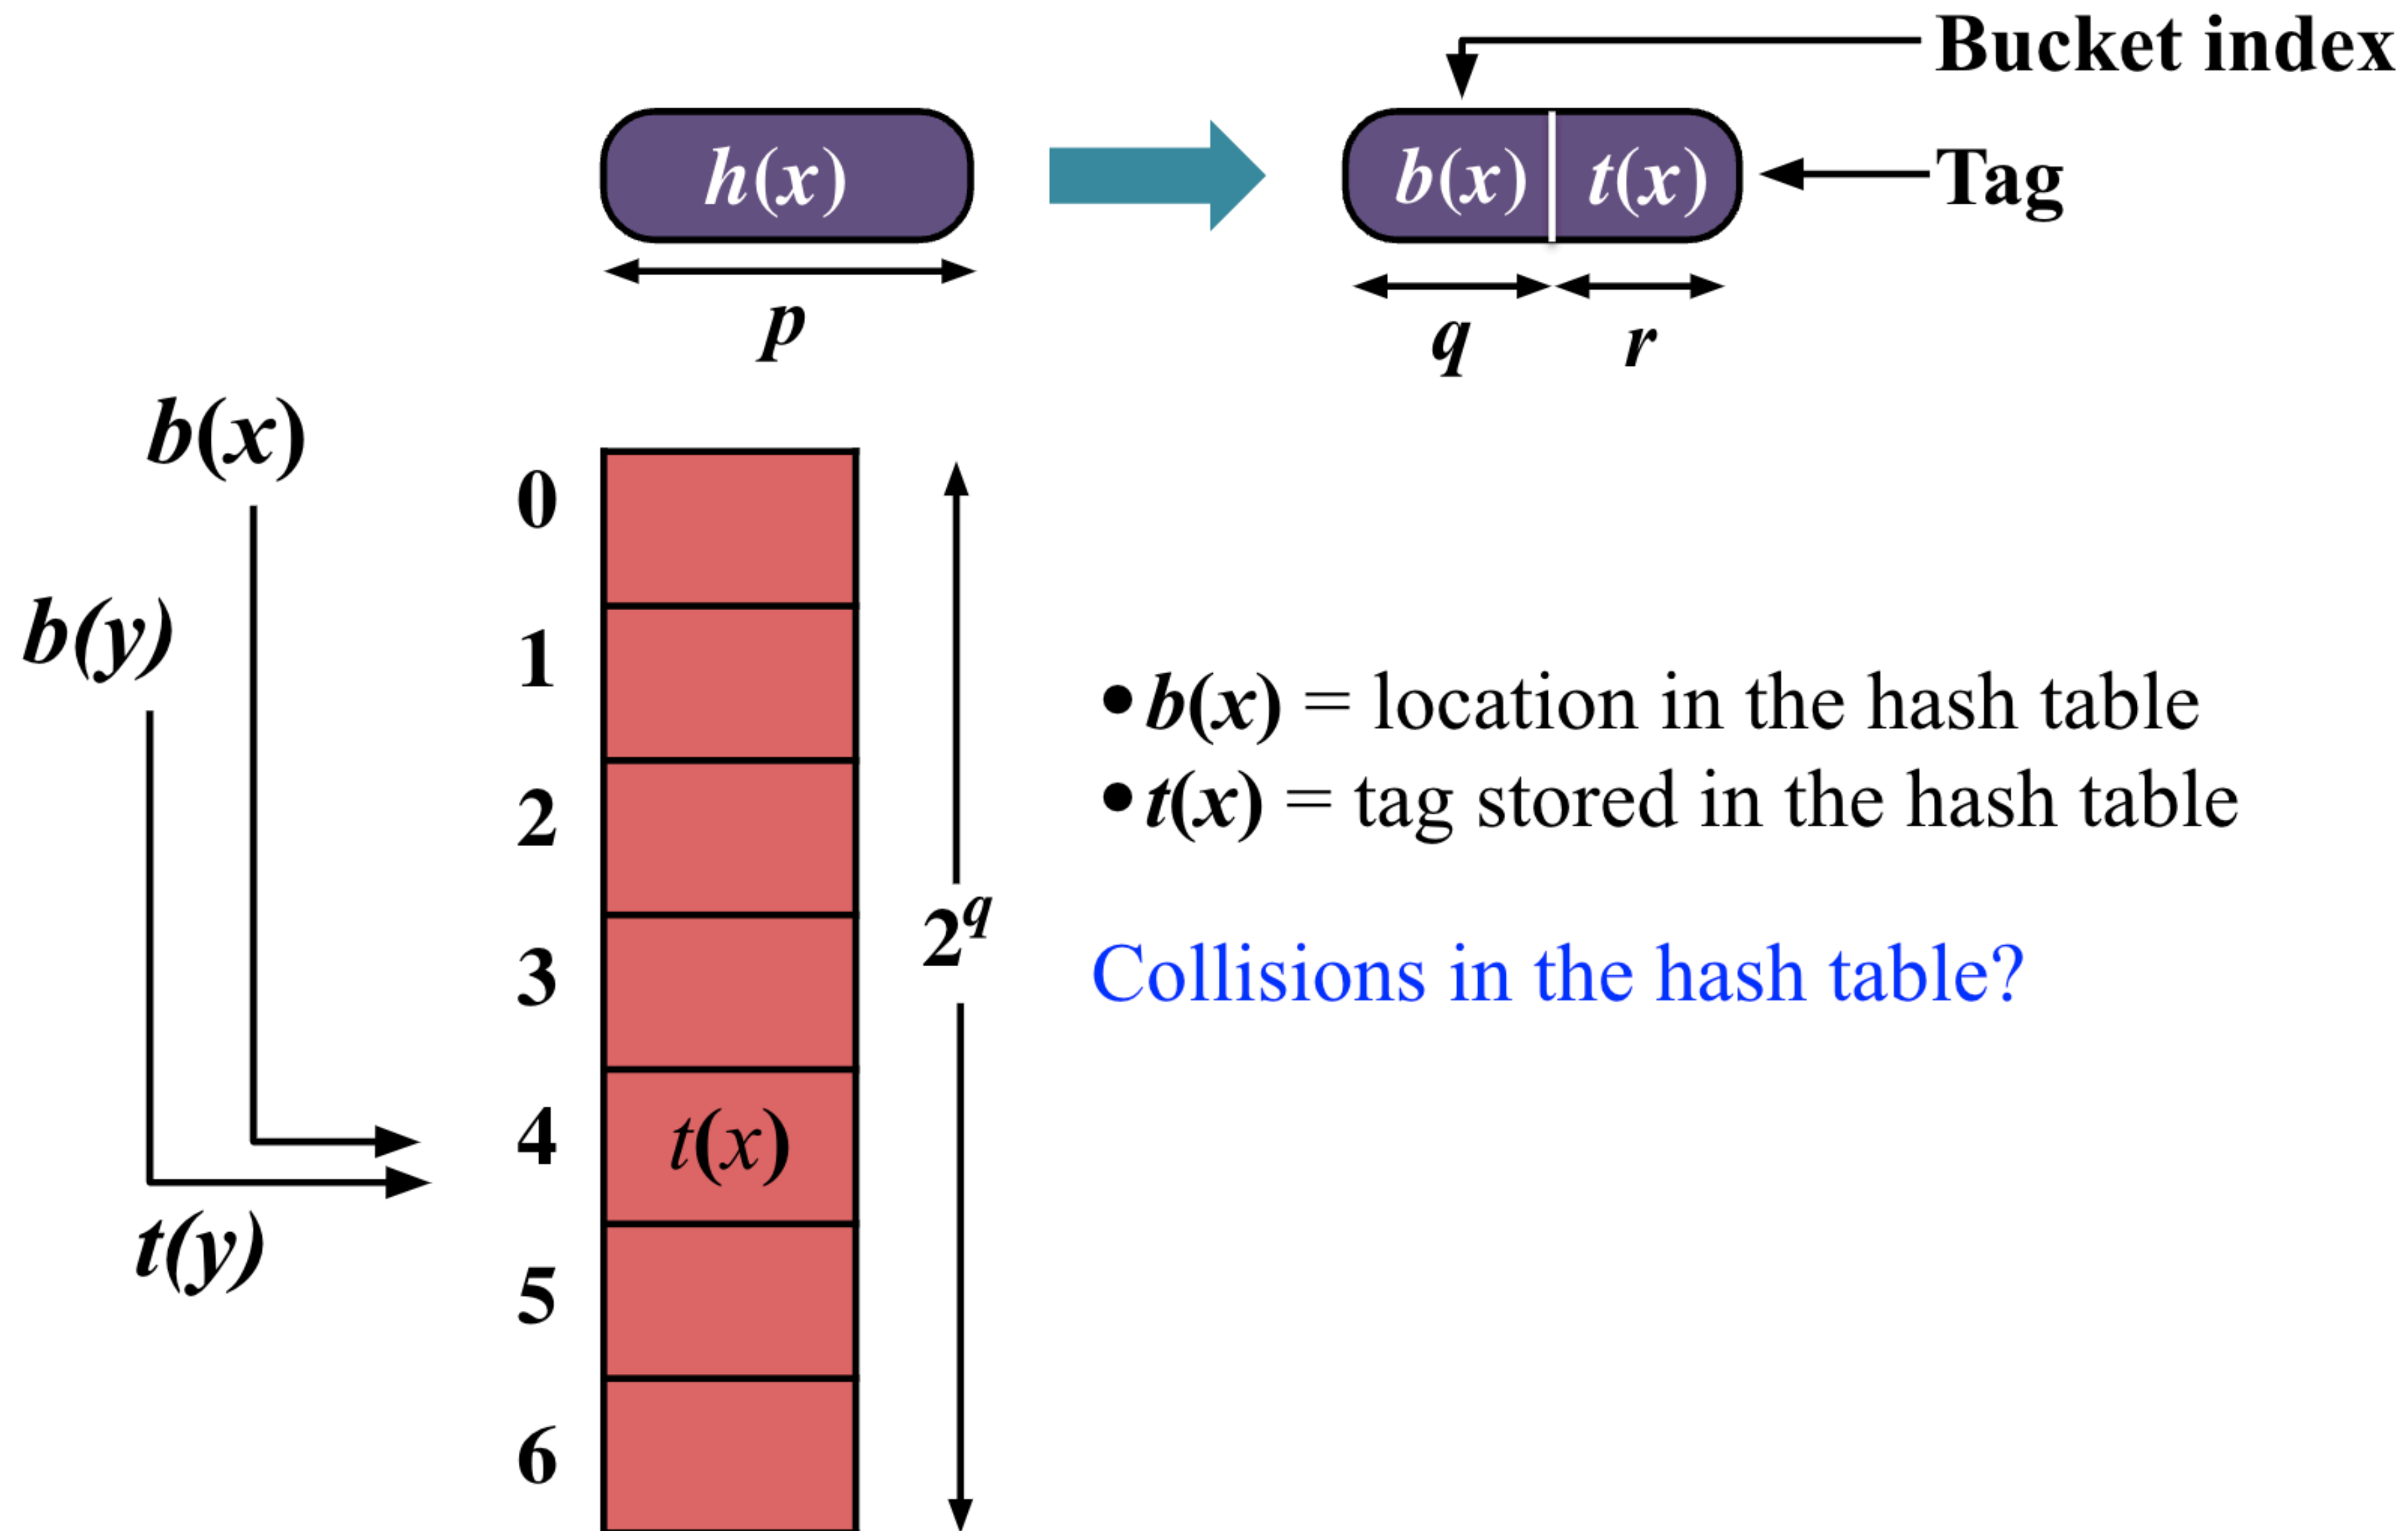 Bucket index
h(x)
b(x) t(x)
Tag
p
q r
b(x)
0
b(y)
1
• b(x) = location in the hash table
2
• t(x) = tag stored in the hash table
2^q
3
Collisions in the hash table?
4
t(x)
t(y)
5
6